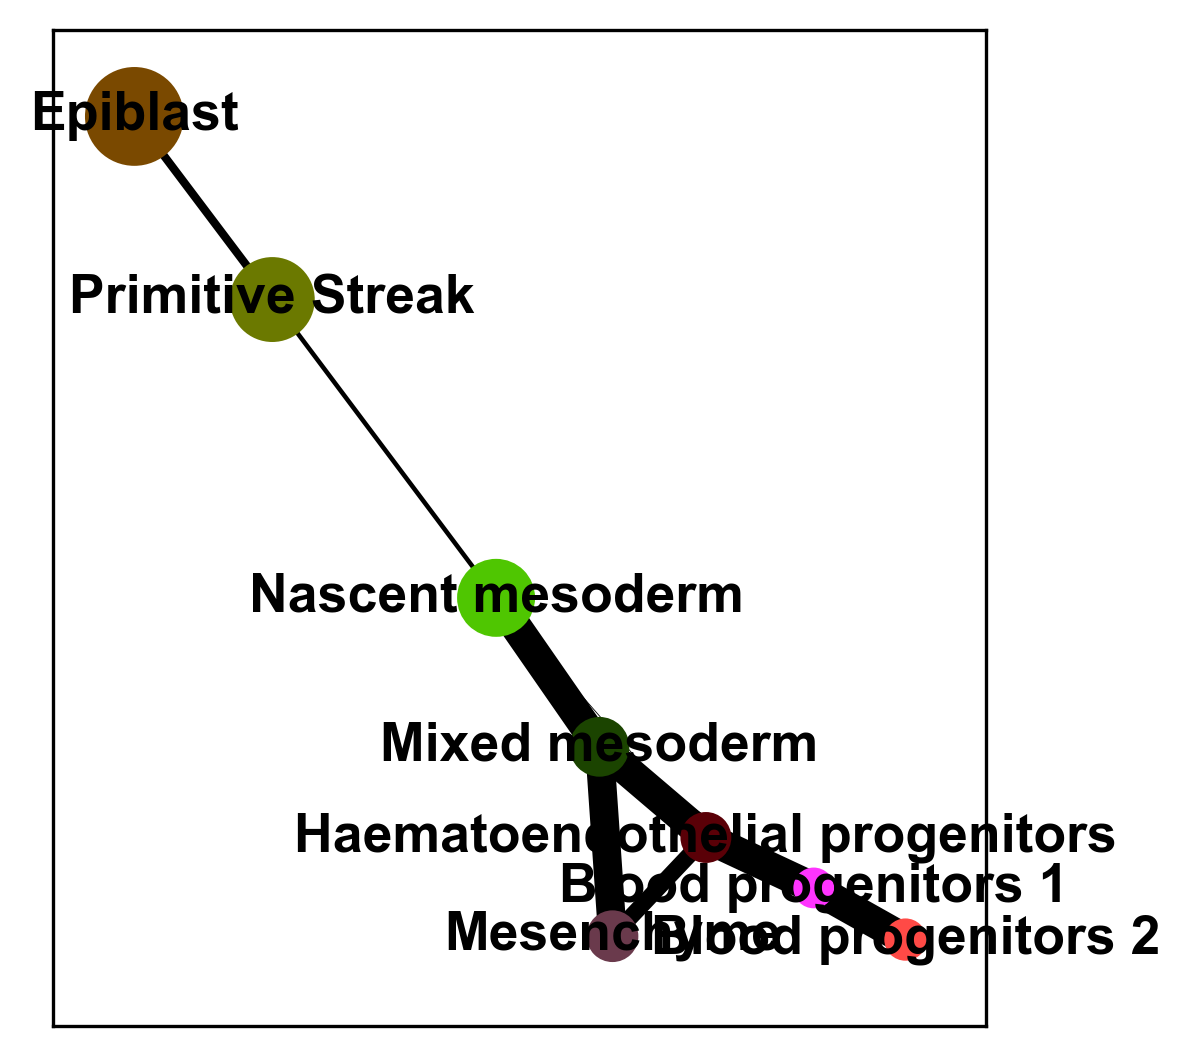 Epiblast
Primitive Streak
Nascent mesoderm
Mixed mesoderm
Haematoendothelial progenitors
Blood progenitors 1
Mesenchyme
Blood progenitors 2